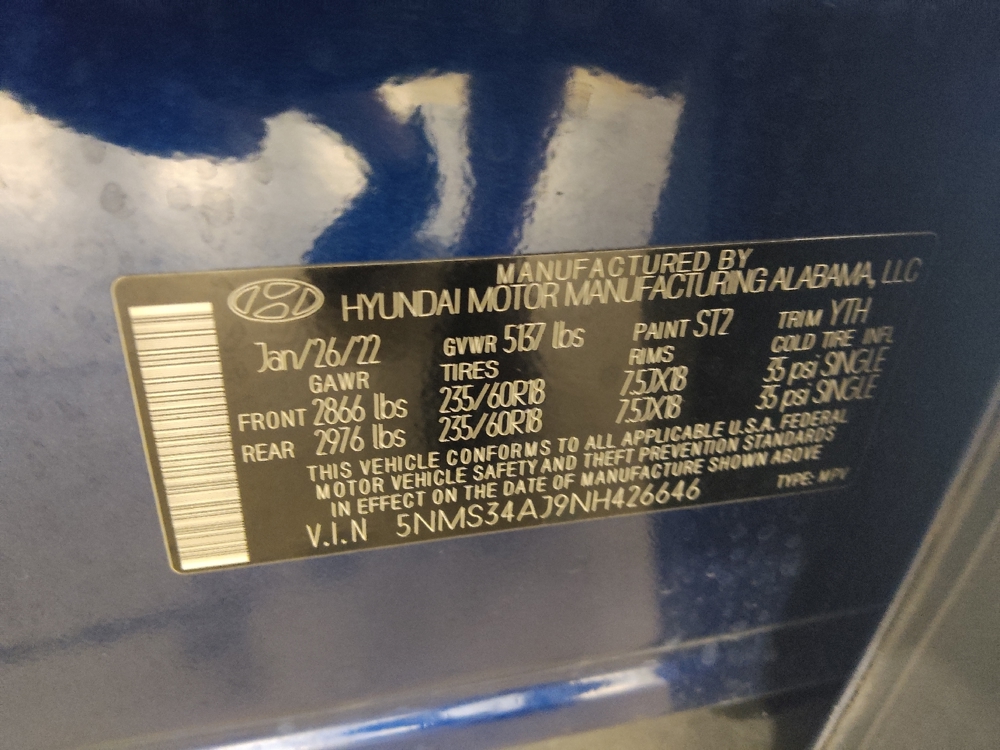 MANUFACTURED BY
HYUNDAI MOTOR MANUFACTURING ALABAMA, LLC
Jan/26/22 GVWR 5137 lbs PAINT ST2 TRIM YTH
GAWR TIRES RIMS COLD TIRE INFL
FRONT 2866 lbs 235/60R18 7.5JX18 35 psi SINGLE
REAR 2976 lbs 235/60R18 7.5JX18 35 psi SINGLE
THIS VEHICLE CONFORMS TO ALL APPLICABLE U.S.A. FEDERAL
MOTOR VEHICLE SAFETY AND THEFT PREVENTION STANDARDS
IN EFFECT ON THE DATE OF MANUFACTURE SHOWN ABOVE
V.I.N 5NMS34AJ9NH426646 TYPE: MPV